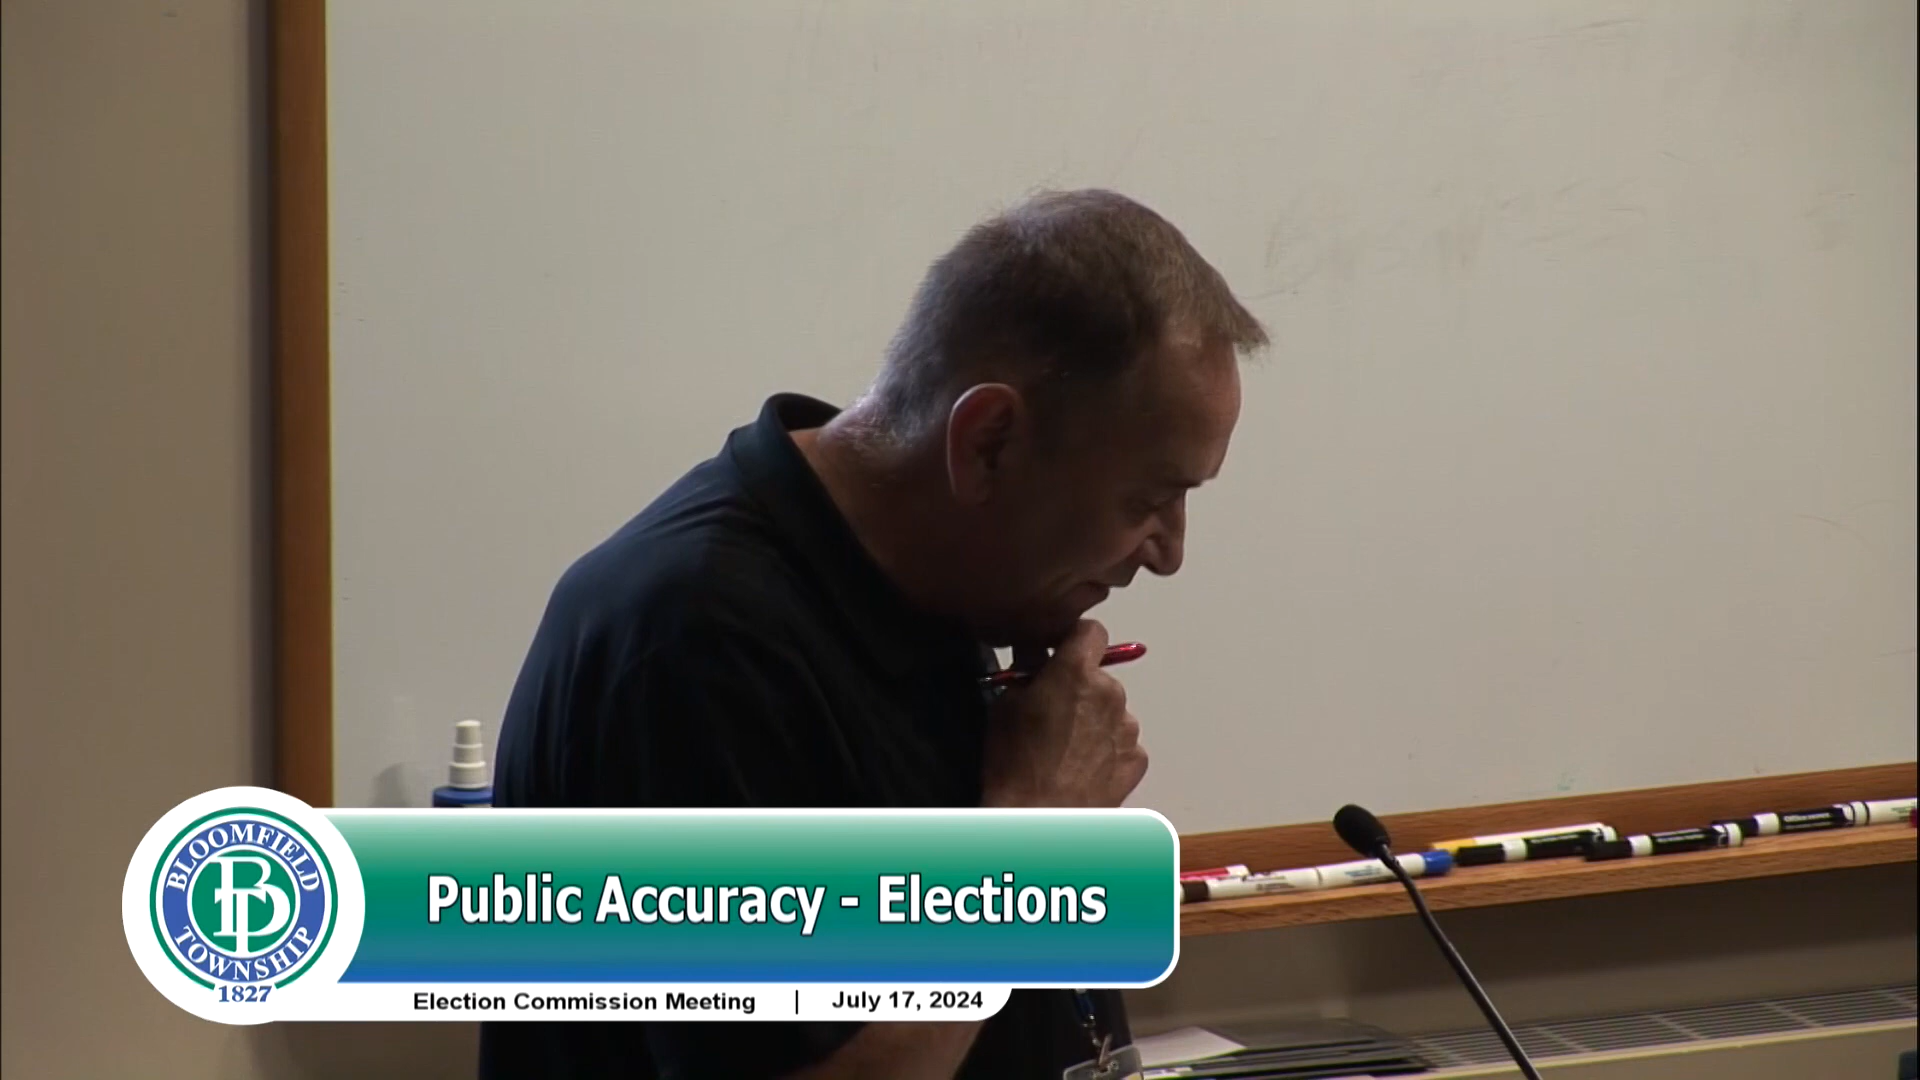 Public Accuracy - Elections
BLOOMFIELD
TOWNSHIP
1827
Election Commission Meeting | July 17, 2024